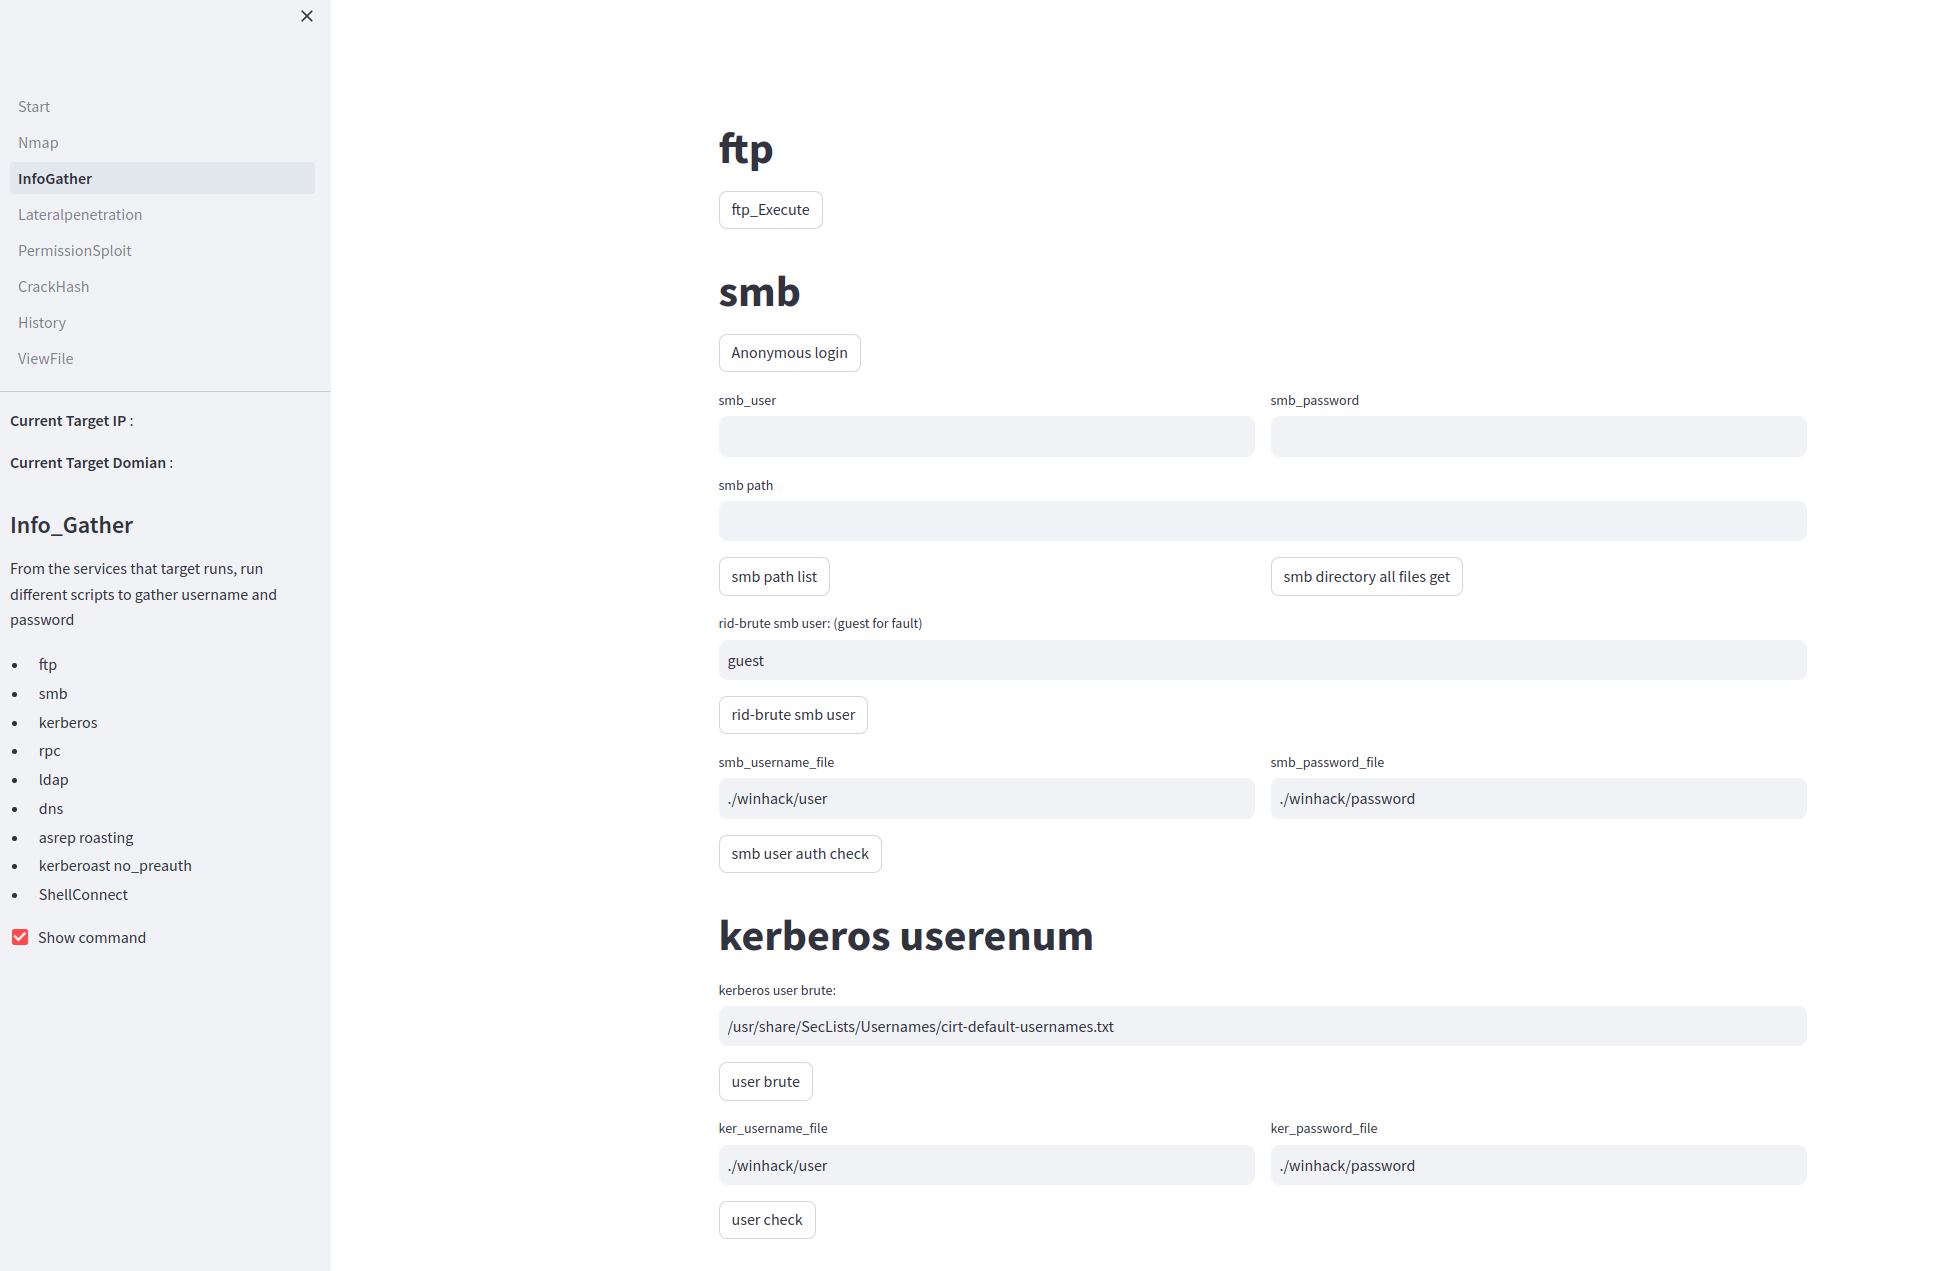 Start
Nmap
InfoGather
Lateralpenetration
PermissionSploit
CrackHash
History
ViewFile
Current Target IP :
Current Target Domian :
Info_Gather
From the services that target runs, run
different scripts to gather username and
password
ftp
smb
kerberos
rpc
ldap
dns
asrep roasting
kerberoast no_preauth
ShellConnect
Show command
ftp
ftp_Execute
smb
Anonymous login
smb_user
smb_password
smb path
smb path list
smb directory all files get
rid-brute smb user: (guest for fault)
guest
rid-brute smb user
smb_username_file
smb_password_file
./winhack/user
./winhack/password
smb user auth check
kerberos userenum
kerberos user brute:
/usr/share/SecLists/Usernames/cirt-default-usernames.txt
user brute
ker_username_file
ker_password_file
./winhack/user
./winhack/password
user check